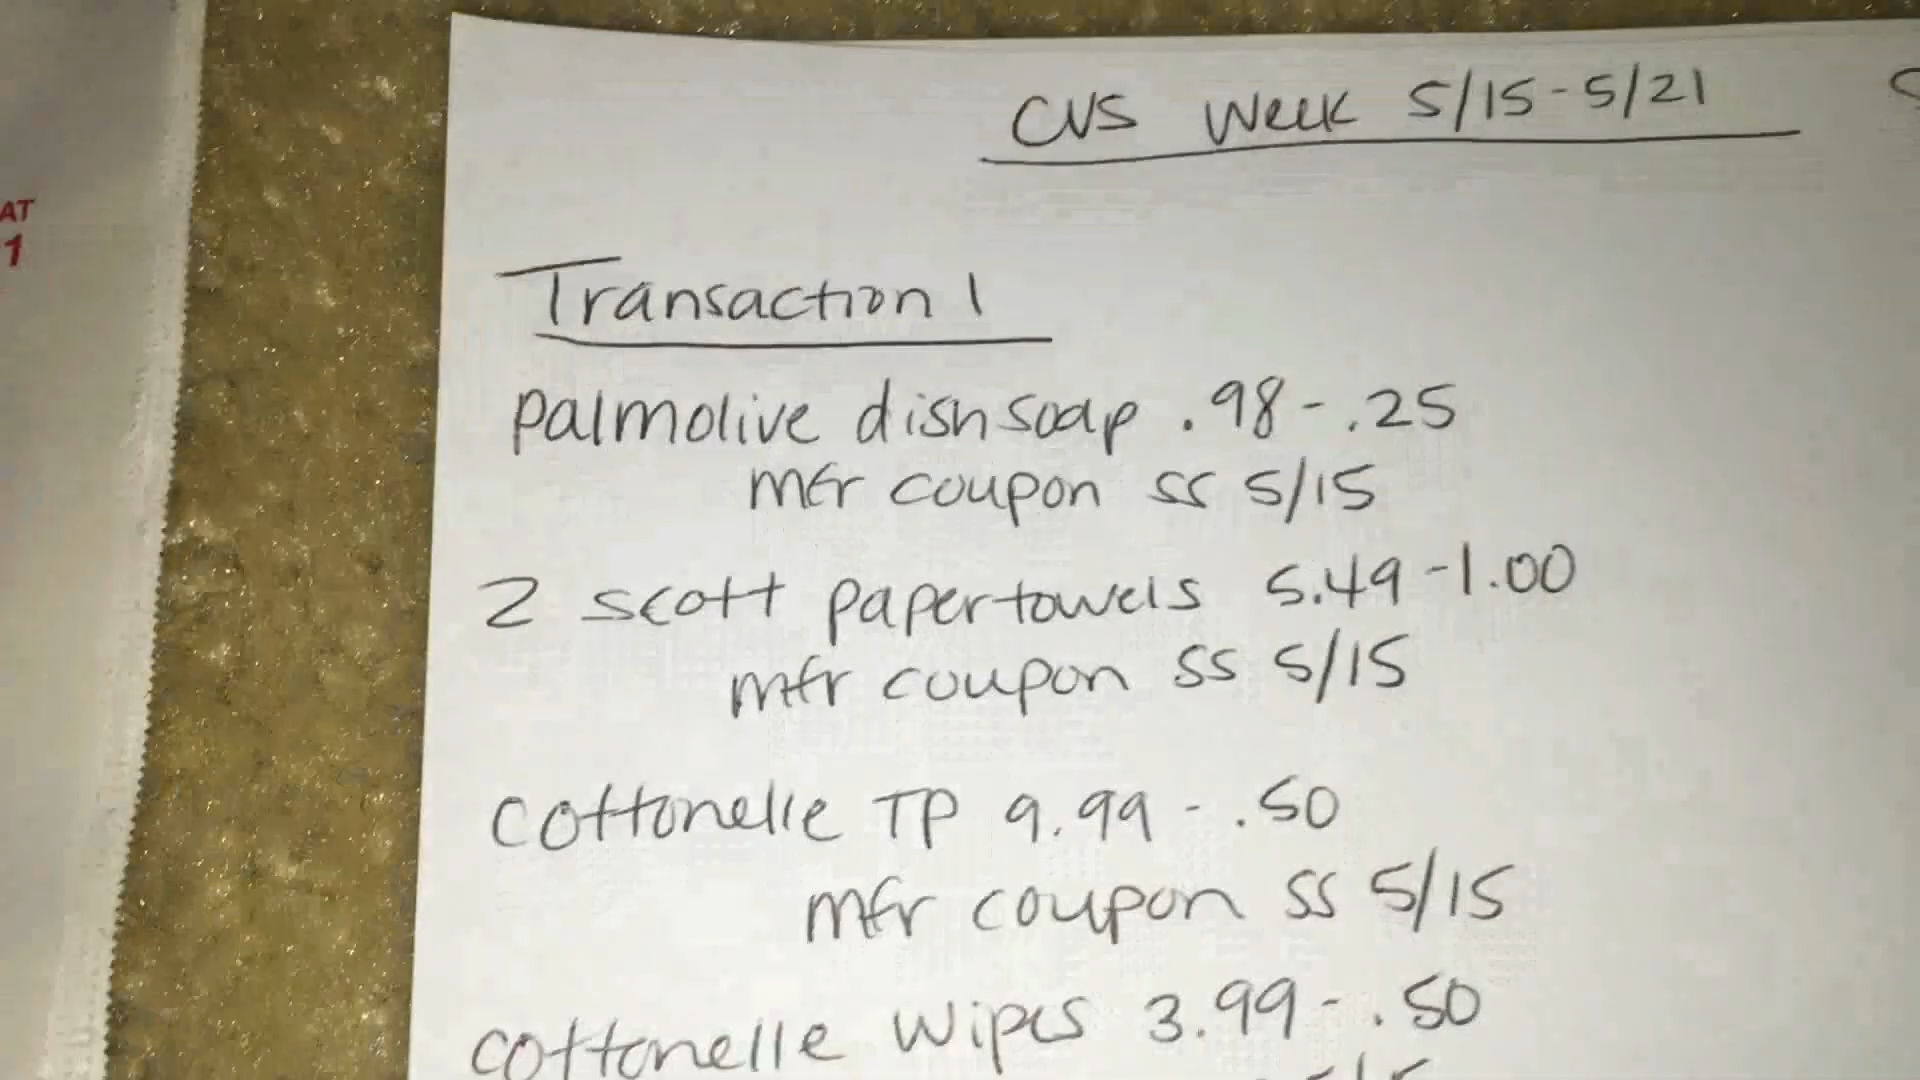 AT
1
CVS Week 5/15-5/21
Transaction 1
palmolive dishsoap .98 - .25
mfr coupon ss 5/15
2 scott papertowels 5.49 -1.00
mfr coupon ss 5/15
cottonelle TP 9.99 - .50
mfr coupon ss 5/15
cottonelle wipes 3.99 - .50